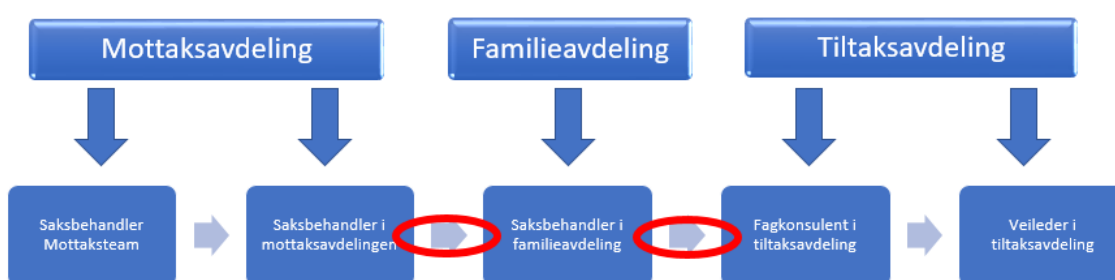 Mottaksavdeling
Familieavdeling
Tiltaksavdeling
Saksbehandler
Mottaksteam
Saksbehandler i
mottaksavdelingen
Saksbehandler i
familieavdeling
Fagkonsulent i
tiltaksavdeling
Veileder i
tiltaksavdeling